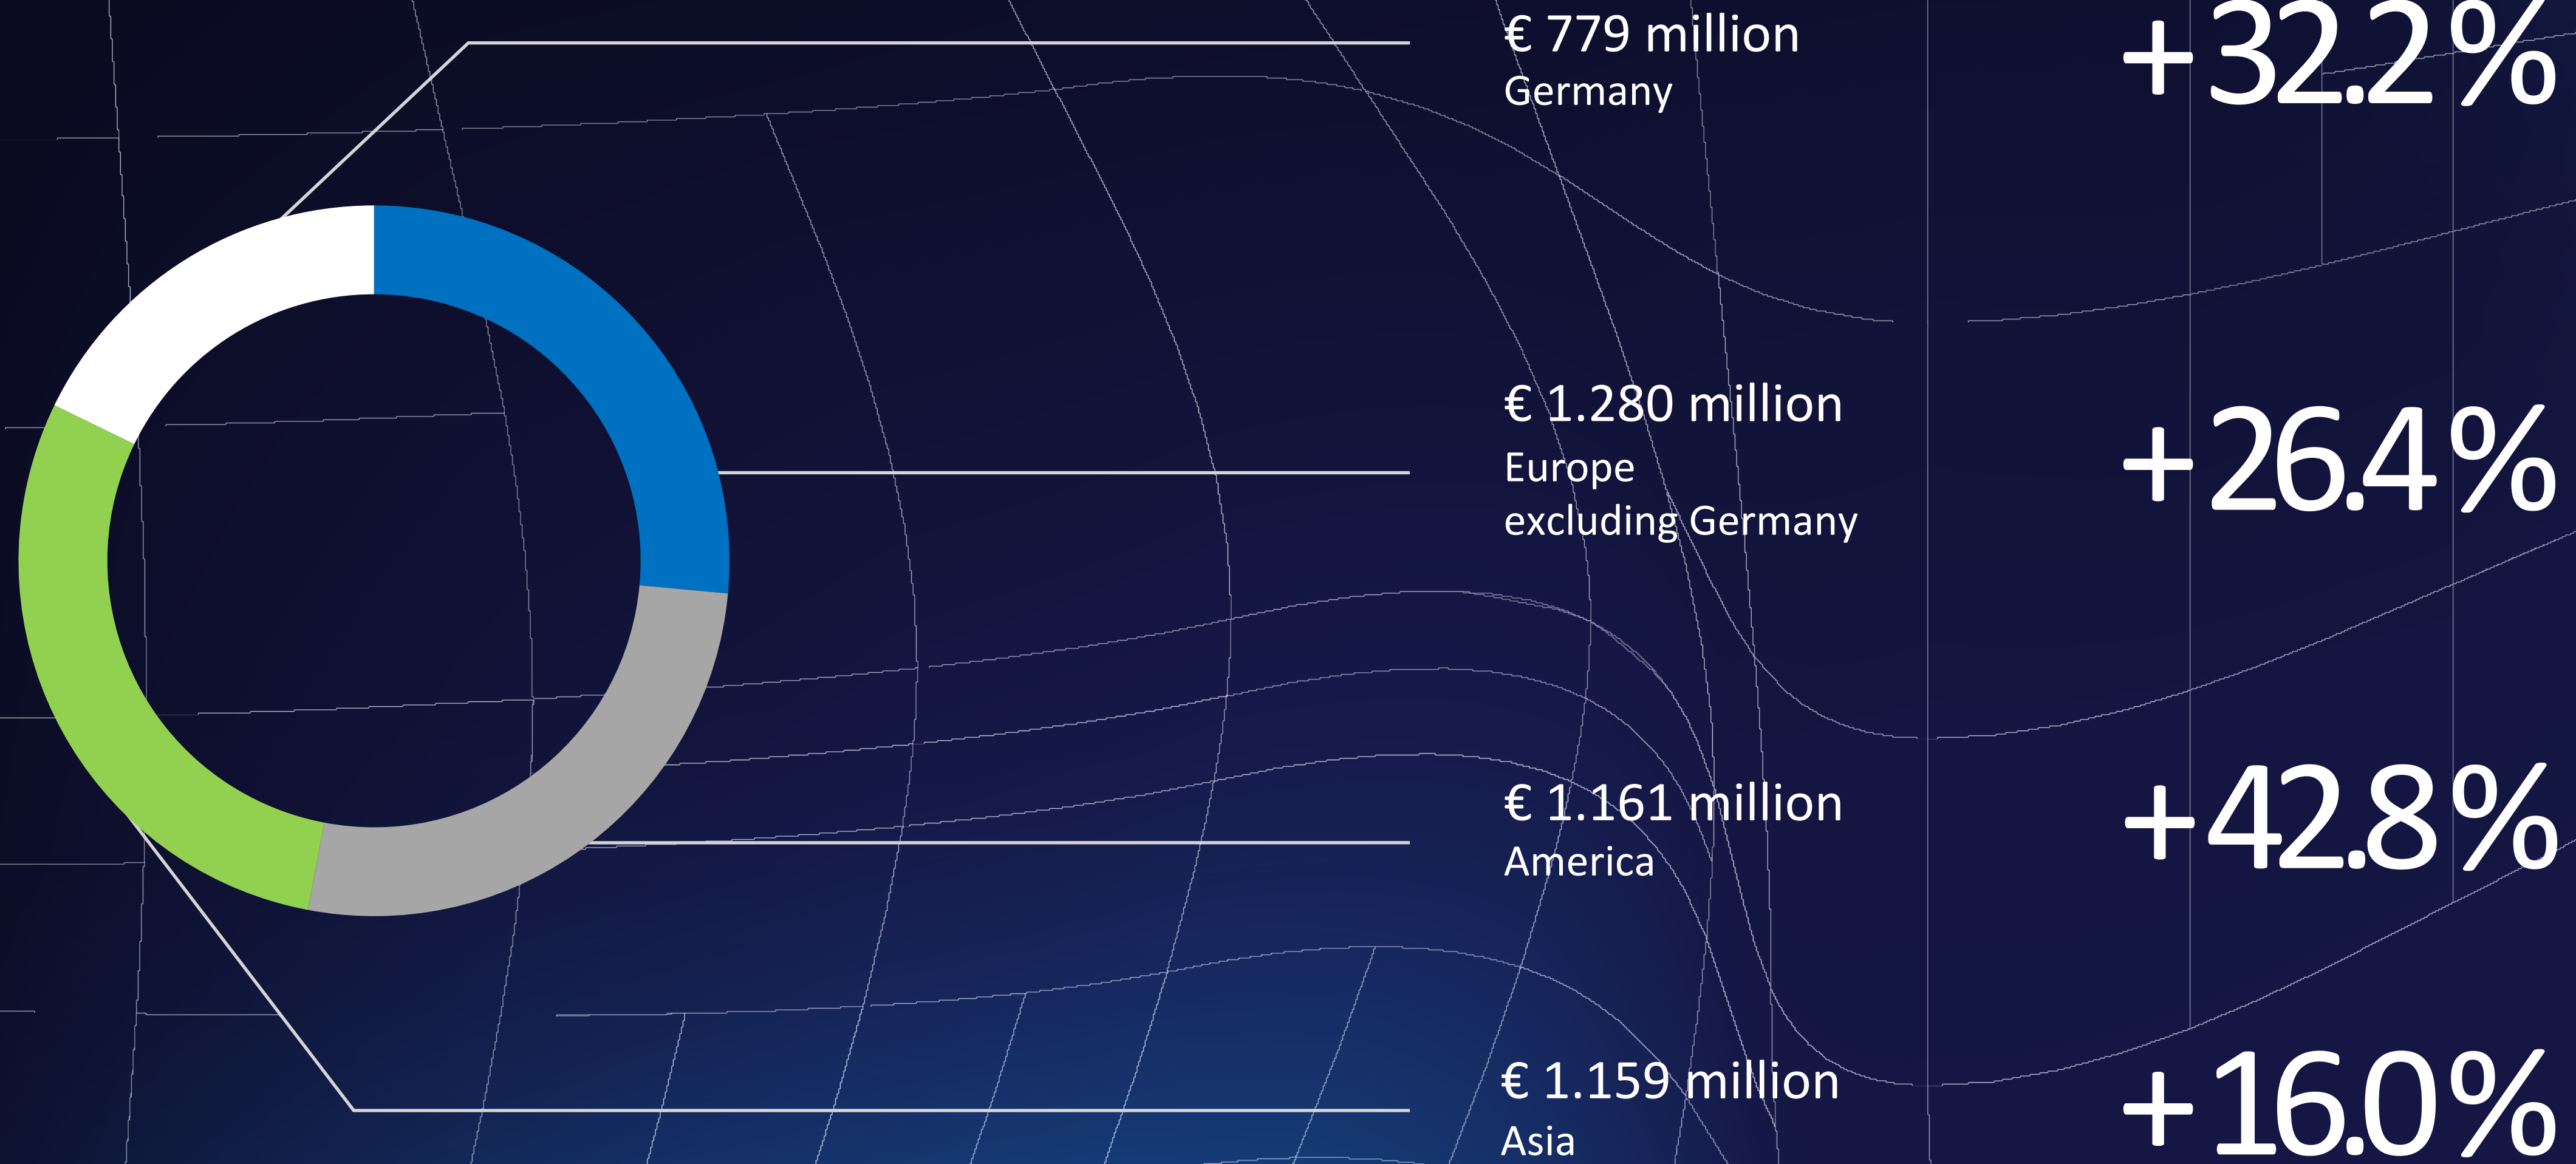 € 779 million
Germany
+32.2%
€ 1.280 million
Europe
excluding Germany
+26.4%
€ 1.161 million
America
+42.8%
€ 1.159 million
Asia
+16.0%